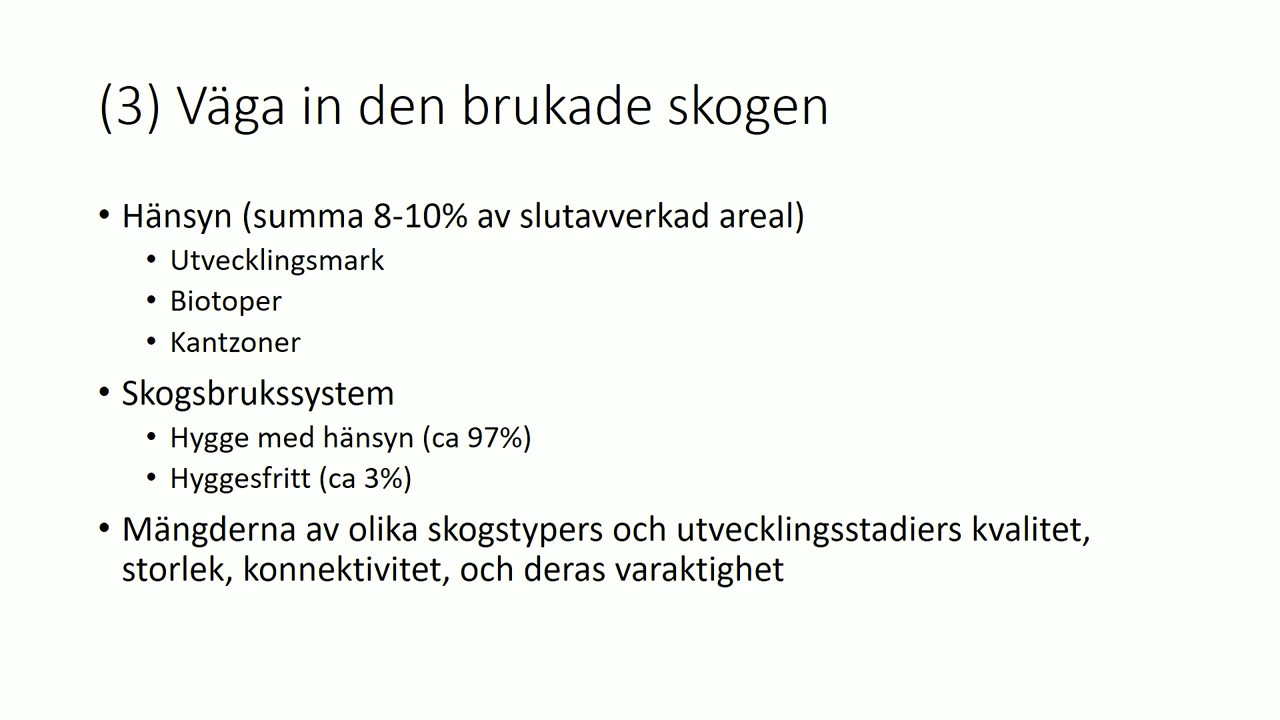 (3) Väga in den brukade skogen
• Hänsyn (summa 8-10% av slutavverkad areal)
• Utvecklingsmark
• Biotoper
• Kantzoner
• Skogsbrukssystem
• Hygge med hänsyn (ca 97%)
• Hyggesfritt (ca 3%)
• Mängderna av olika skogstypers och utvecklingsstadiers kvalitet,
storlek, konnektivitet, och deras varaktighet